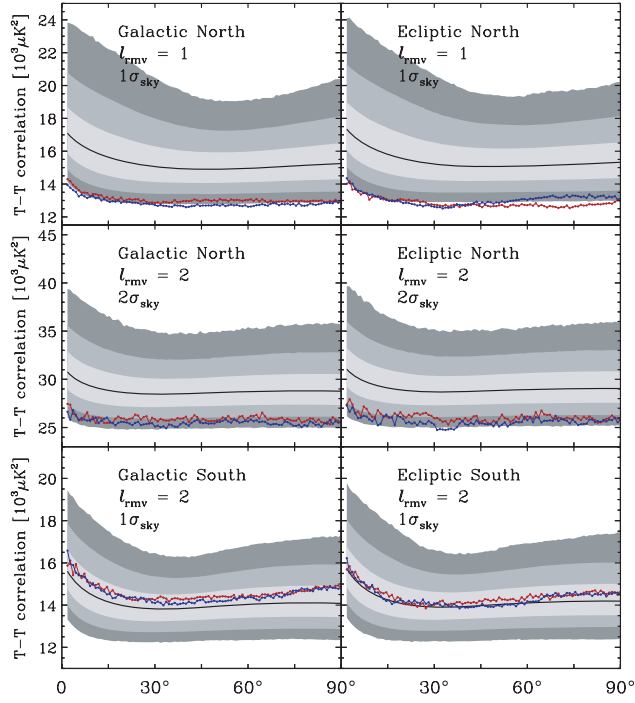 T−T correlation [10³μK²]
24
22
20
18
16
14
12
Galactic North
l_rmv = 1
1σ_sky
Ecliptic North
l_rmv = 1
1σ_sky
T−T correlation [10³μK²]
45
40
35
30
25
Galactic North
l_rmv = 2
2σ_sky
Ecliptic North
l_rmv = 2
2σ_sky
T−T correlation [10³μK²]
20
18
16
14
12
Galactic South
l_rmv = 2
1σ_sky
Ecliptic South
l_rmv = 2
1σ_sky
0 30° 60° 90° 30° 60° 90°